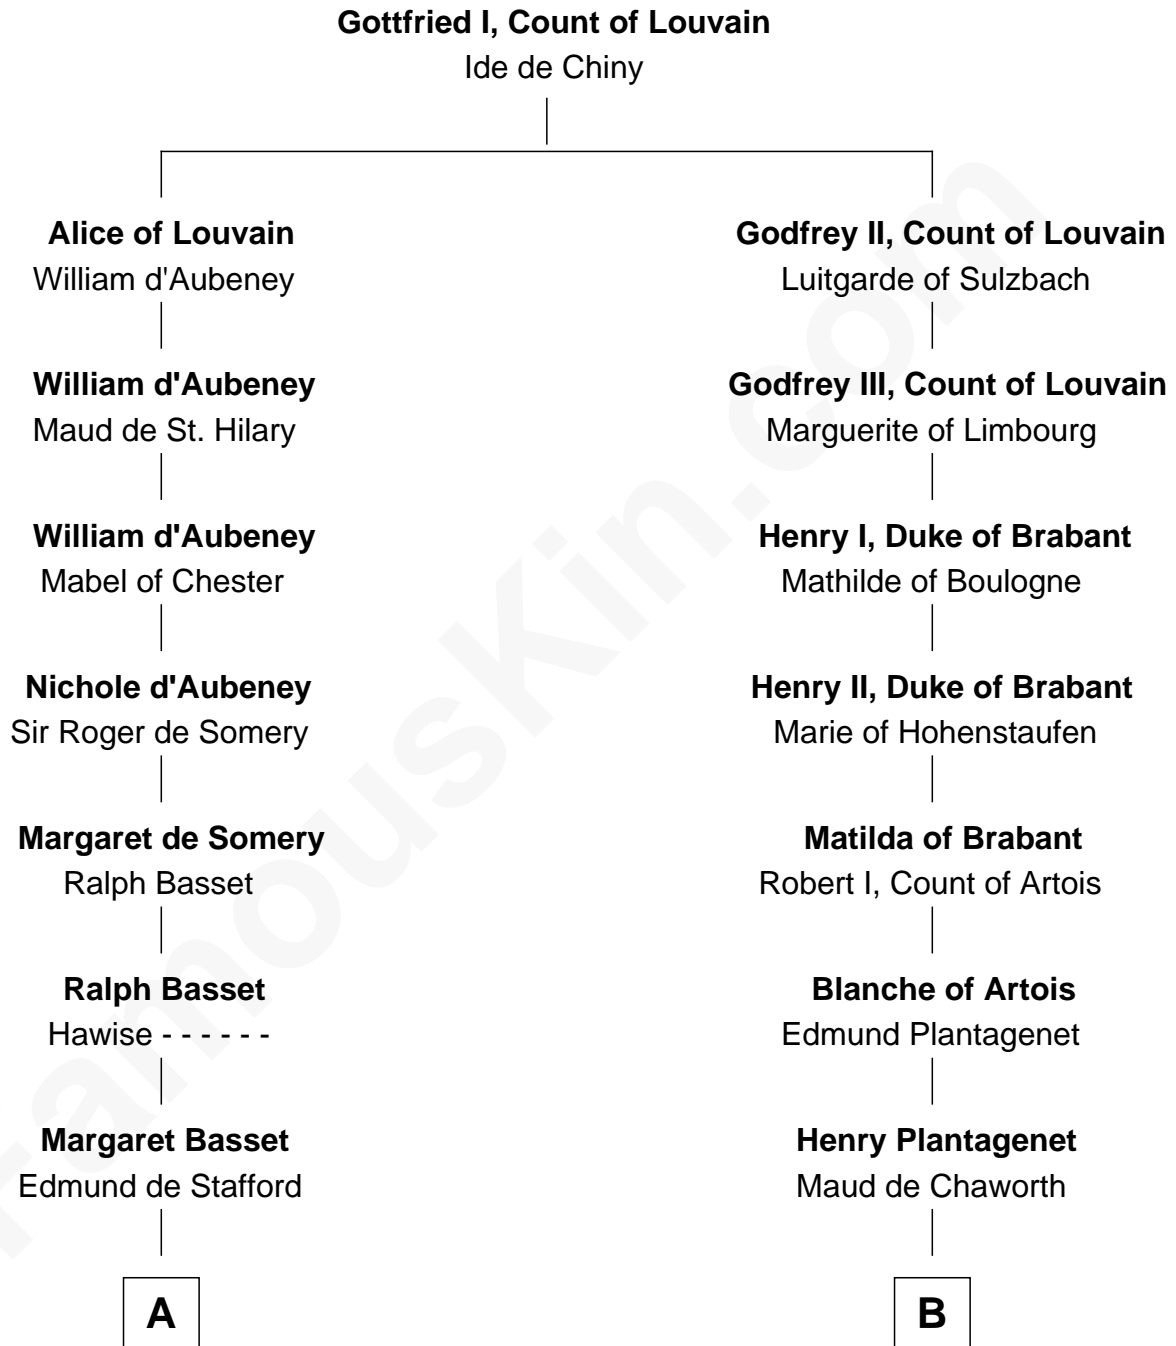 Gottfried I, Count of Louvain
Ide de Chiny
Alice of Louvain
William d'Aubeney
William d'Aubeney
Maud de St. Hilary
William d'Aubeney
Mabel of Chester
Nichole d'Aubeney
Sir Roger de Somery
Margaret de Somery
Ralph Basset
Ralph Basset
Hawise - - - - - -
Margaret Basset
Edmund de Stafford
A
Godfrey II, Count of Louvain
Luitgarde of Sulzbach
Godfrey III, Count of Louvain
Marguerite of Limbourg
Henry I, Duke of Brabant
Mathilde of Boulogne
Henry II, Duke of Brabant
Marie of Hohenstaufen
Matilda of Brabant
Robert I, Count of Artois
Blanche of Artois
Edmund Plantagenet
Henry Plantagenet
Maud de Chaworth
B
FamousKin.com